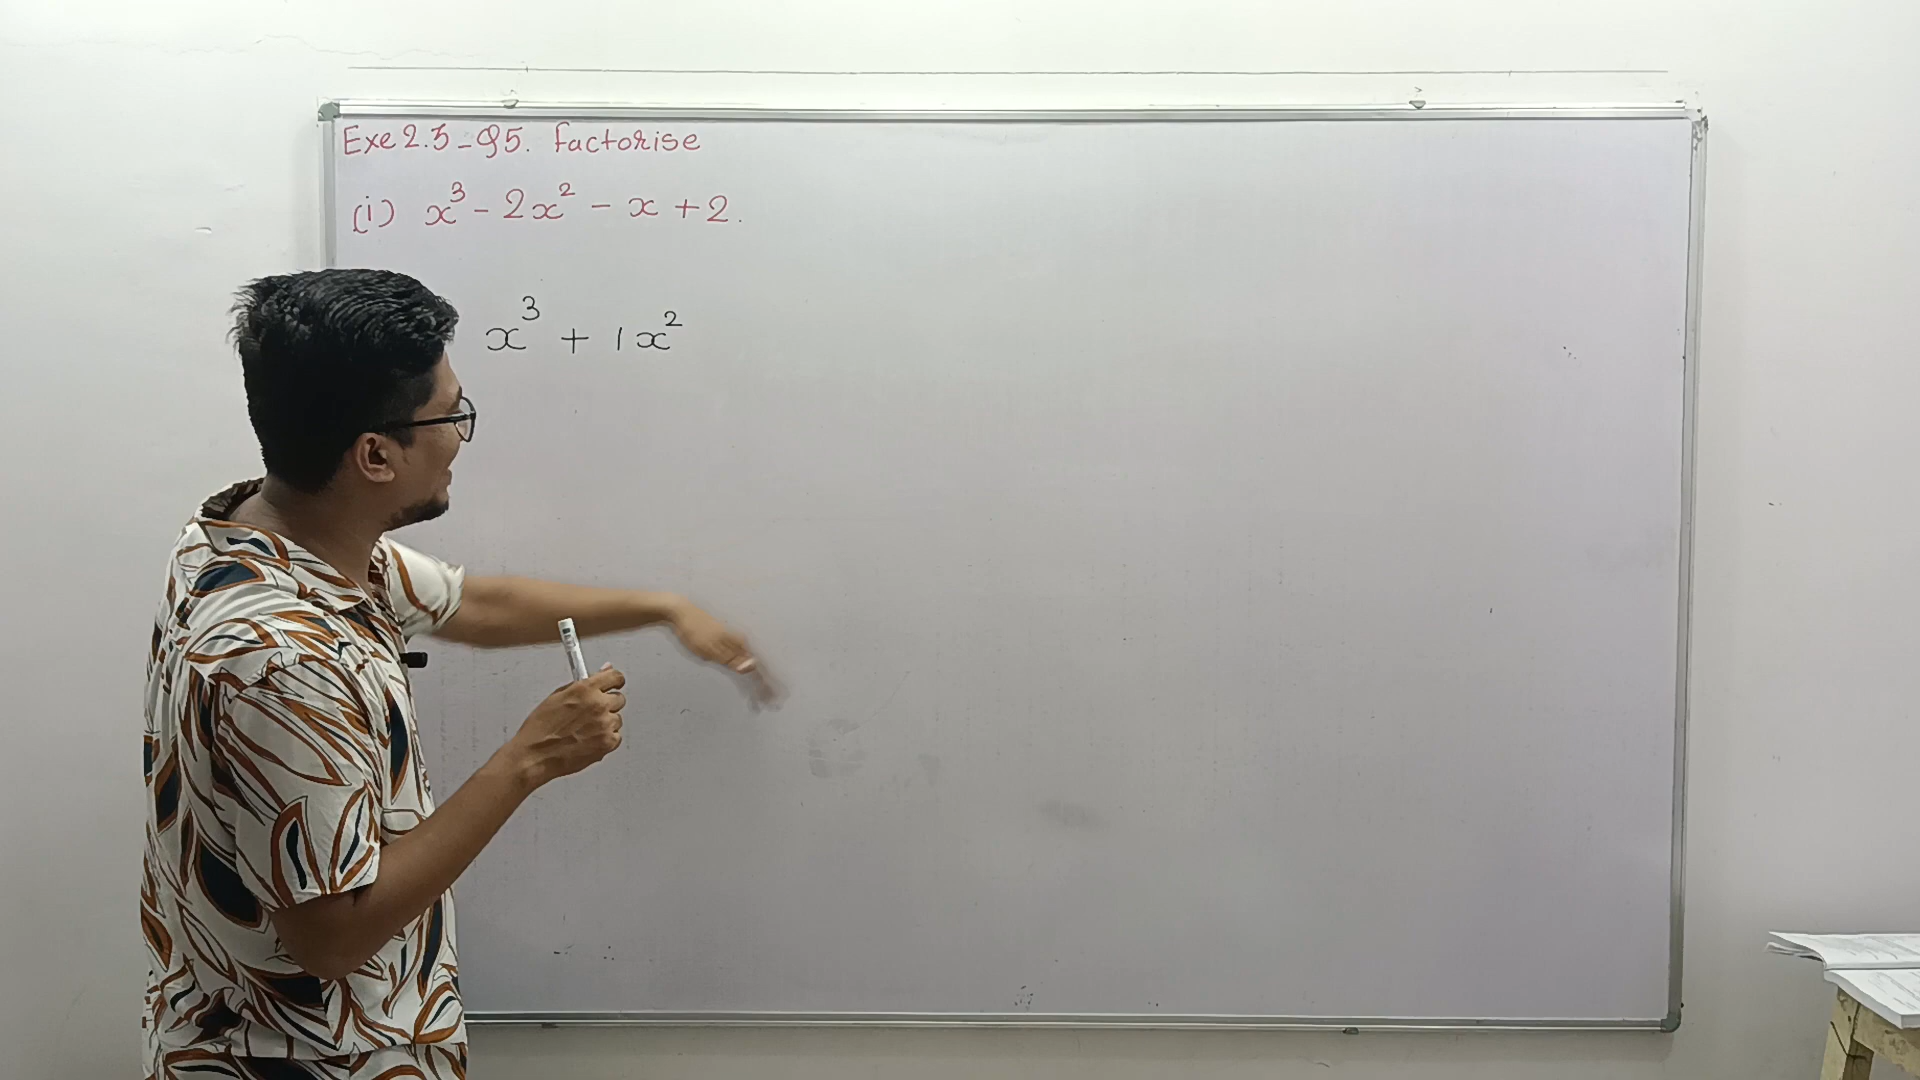 Exe 2.3 - Q5. Factorise
(i) x³ - 2x² - x + 2.
x³ + 1x²